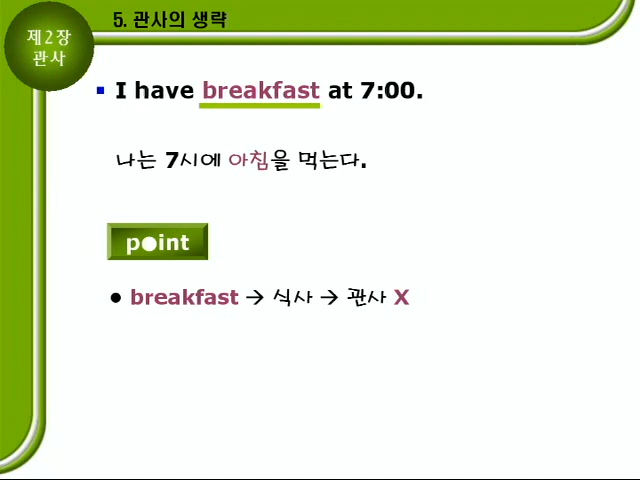 5. 관사의 생략
제2장
관사
I have breakfast at 7:00.
나는 7시에 아침을 먹는다.
point
● breakfast → 식사 → 관사 X